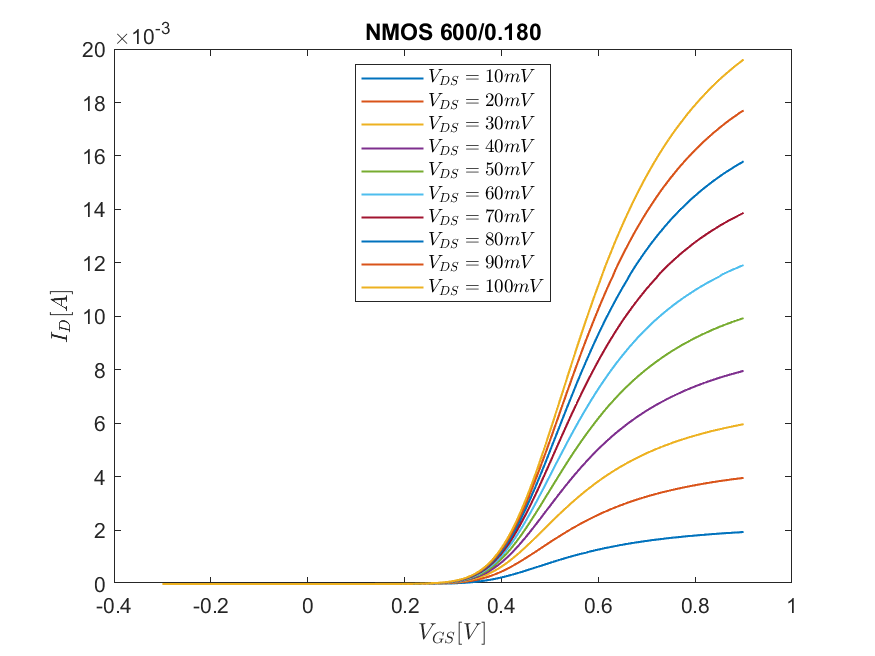 NMOS 600/0.180
×10-3
20
18
16
14
12
10
8
6
4
2
0
I_D[A]
V_DS = 10mV
V_DS = 20mV
V_DS = 30mV
V_DS = 40mV
V_DS = 50mV
V_DS = 60mV
V_DS = 70mV
V_DS = 80mV
V_DS = 90mV
V_DS = 100mV
-0.4 -0.2 0 0.2 0.4 0.6 0.8 1
V_GS[V]